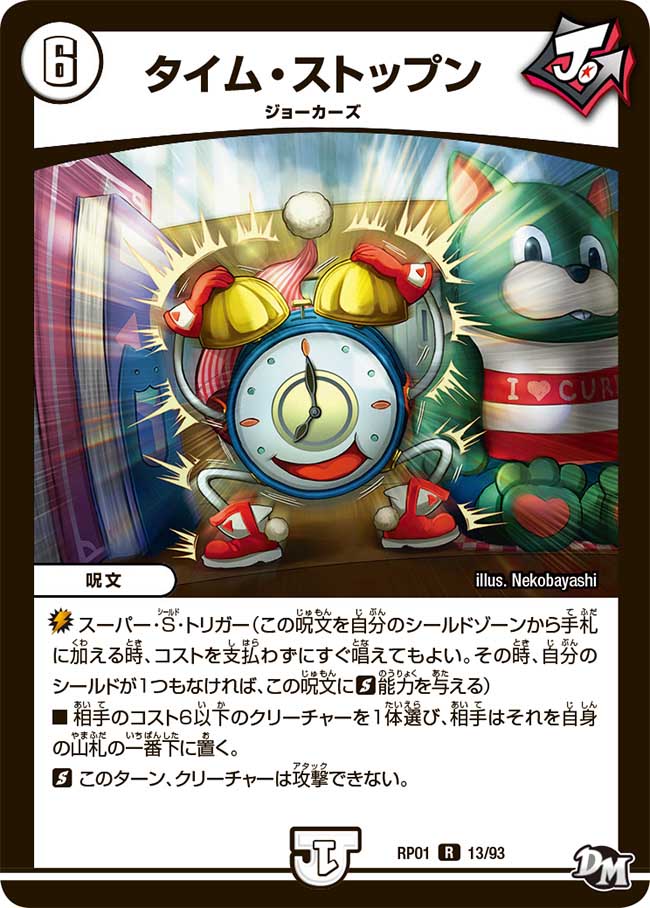 6
タイム・ストップン
ジョーカーズ
J
I ♥ CUR
呪文
illus. Nekobayashi
スーパー・S・トリガー(この呪文を自分のシールドゾーンから手札
に加える時、コストを支払わずにすぐ唱えてもよい。その時、自分の
シールドが1つもなければ、この呪文にS能力を与える)
■ 相手のコスト6以下のクリーチャーを1体選び、相手はそれを自身
の山札の一番下に置く。
S このターン、クリーチャーは攻撃できない。
RP01 R 13/93
DM